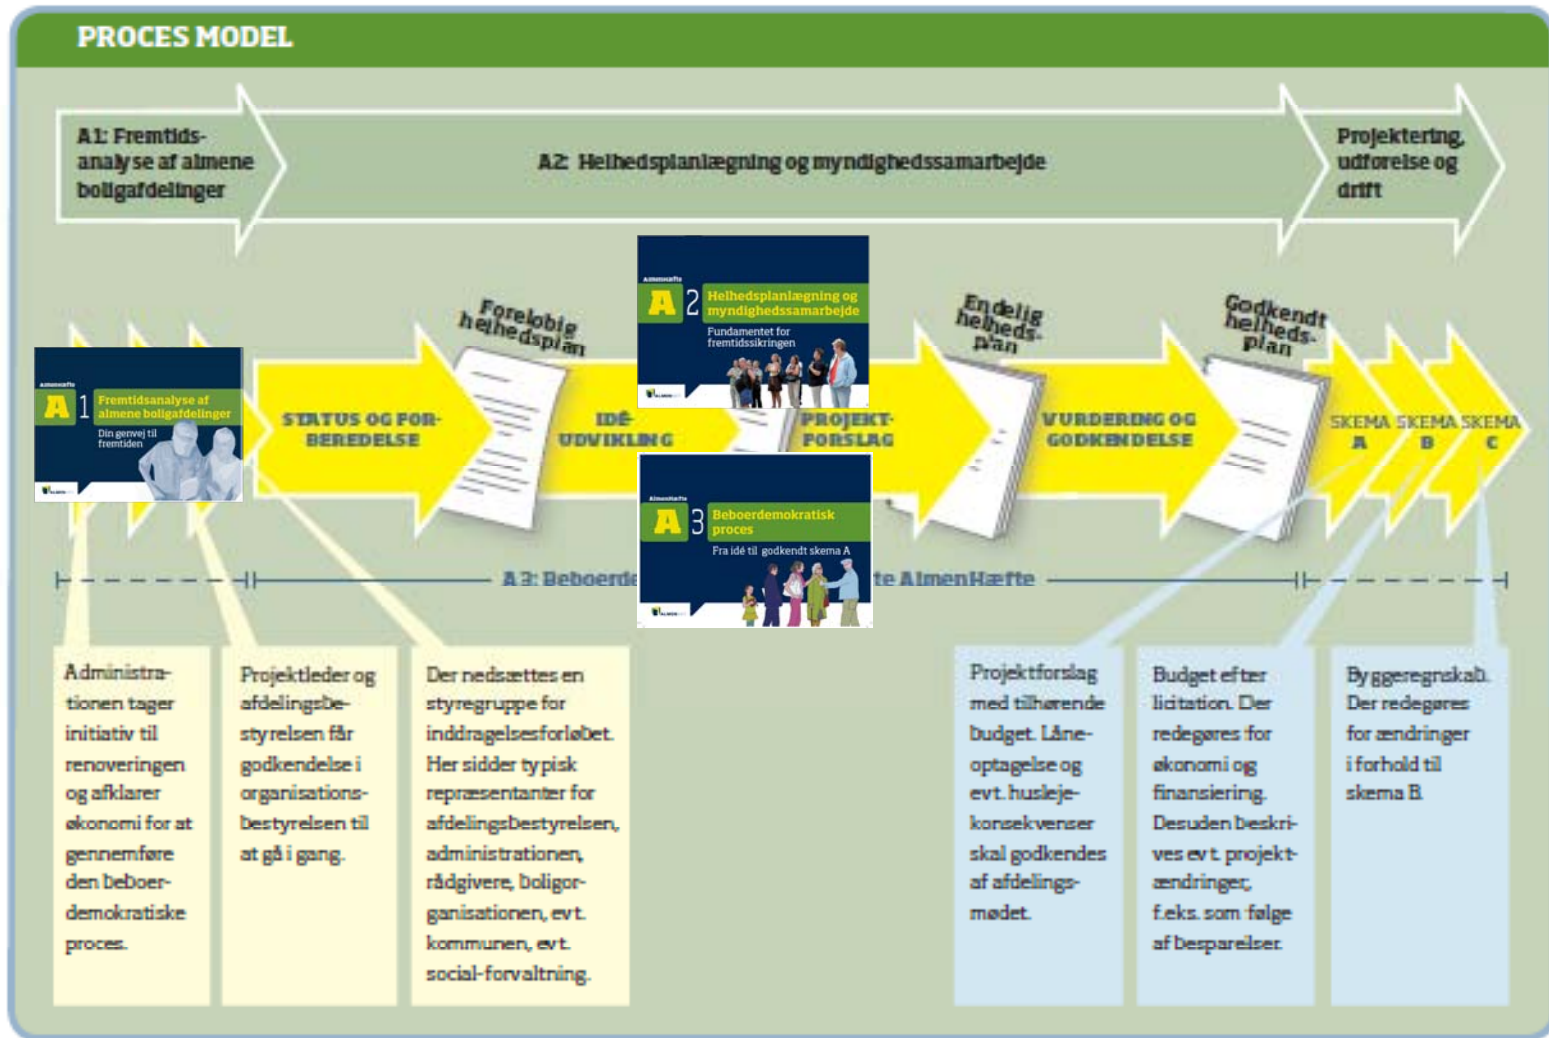 PROCES MODEL
A1: Fremtids-
analyse af almene
boligafdelinger
A2: Helhedsplanlægning og myndighedssamarbejde
Projektering,
udførelse og
drift
AlmenHæfte
A 1 Fremtidsanalyse af
almene boligafdelinger
Din genvej til
fremtiden
STATUS OG FOR-
BEREDELSE
Foreløbig
helhedsplan
IDÉ-
UDVIKLING
AlmenHæfte
A 2 Helhedsplanlægning og
myndighedssamarbejde
Fundamentet for
fremtidssikringen
PROJEKT-
FORSLAG
Endelig
helheds-
plan
VURDERING OG
GODKENDELSE
Godkendt
helheds-
plan
SKEMA
A
SKEMA
B
SKEMA
C
AlmenHæfte
A 3 Beboerdemokratisk
proces
Fra idé til godkendt skema A
A3: Beboerde
te AlmenHæfte
Administra-
tionen tager
initiativ til
renoveringen
og afklarer
økonomi for at
gennemføre
den beboer-
demokratiske
proces.
Projektleder og
afdelingsbe-
styrelsen får
godkendelse i
organisations-
bestyrelsen til
at gå i gang.
Der nedsættes en
styregruppe for
inddragelsesforløbet.
Her sidder typisk
repræsentanter for
afdelingsbestyrelsen,
administrationen,
rådgivere, boligor-
ganisationen, evt.
kommunen, evt.
social-forvaltning.
Projektforslag
med tilhørende
budget. Låne-
optagelse og
evt. husleje-
konsekvenser
skal godkendes
af afdelings-
mødet.
Budget efter
licitation. Der
redegøres for
økonomi og
finansiering.
Desuden beskri-
ves evt. projekt-
ændringer,
f.eks. som følge
af besparelser.
Byggeregnskab.
Der redegøres
for ændringer
i forhold til
skema B.